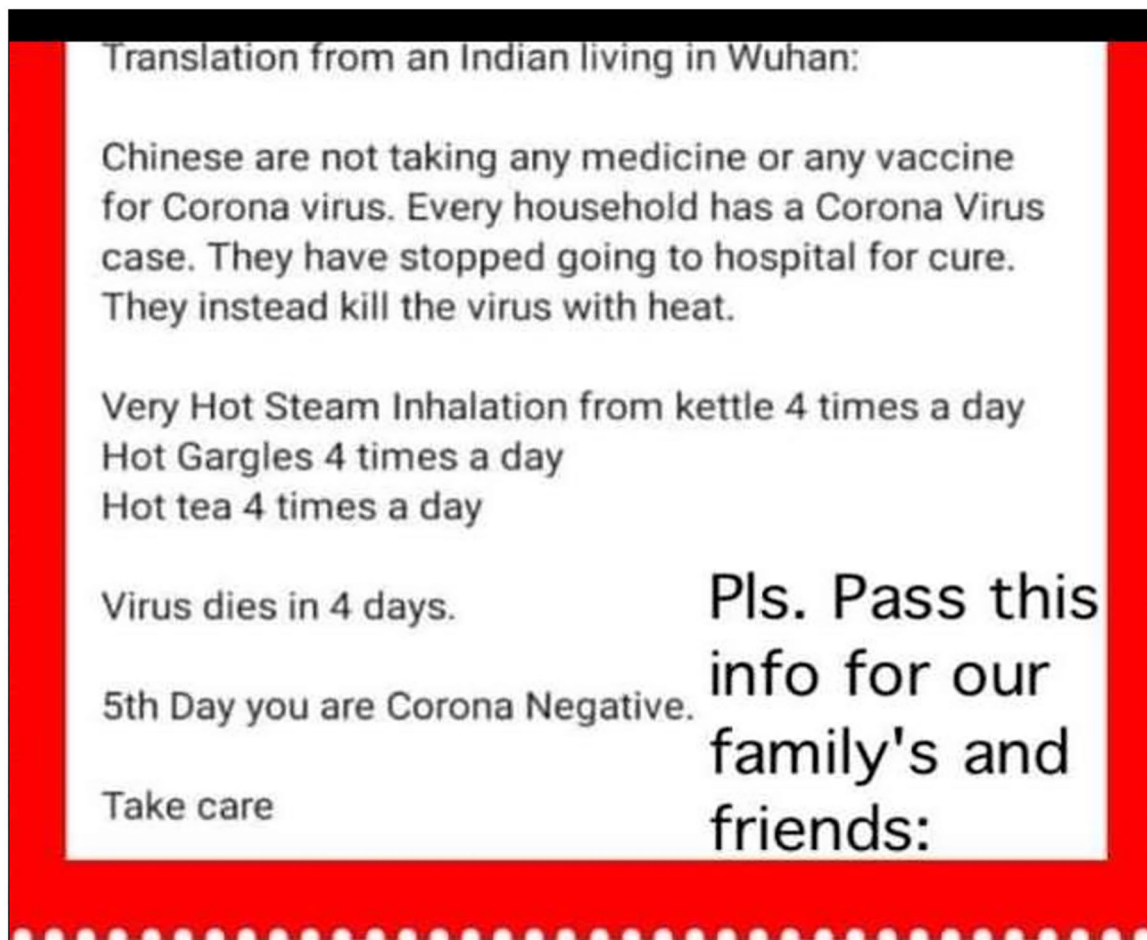 Translation from an Indian living in Wuhan:
Chinese are not taking any medicine or any vaccine
for Corona virus. Every household has a Corona Virus
case. They have stopped going to hospital for cure.
They instead kill the virus with heat.
Very Hot Steam Inhalation from kettle 4 times a day
Hot Gargles 4 times a day
Hot tea 4 times a day
Virus dies in 4 days.
5th Day you are Corona Negative.
Take care
Pls. Pass this
info for our
family's and
friends: